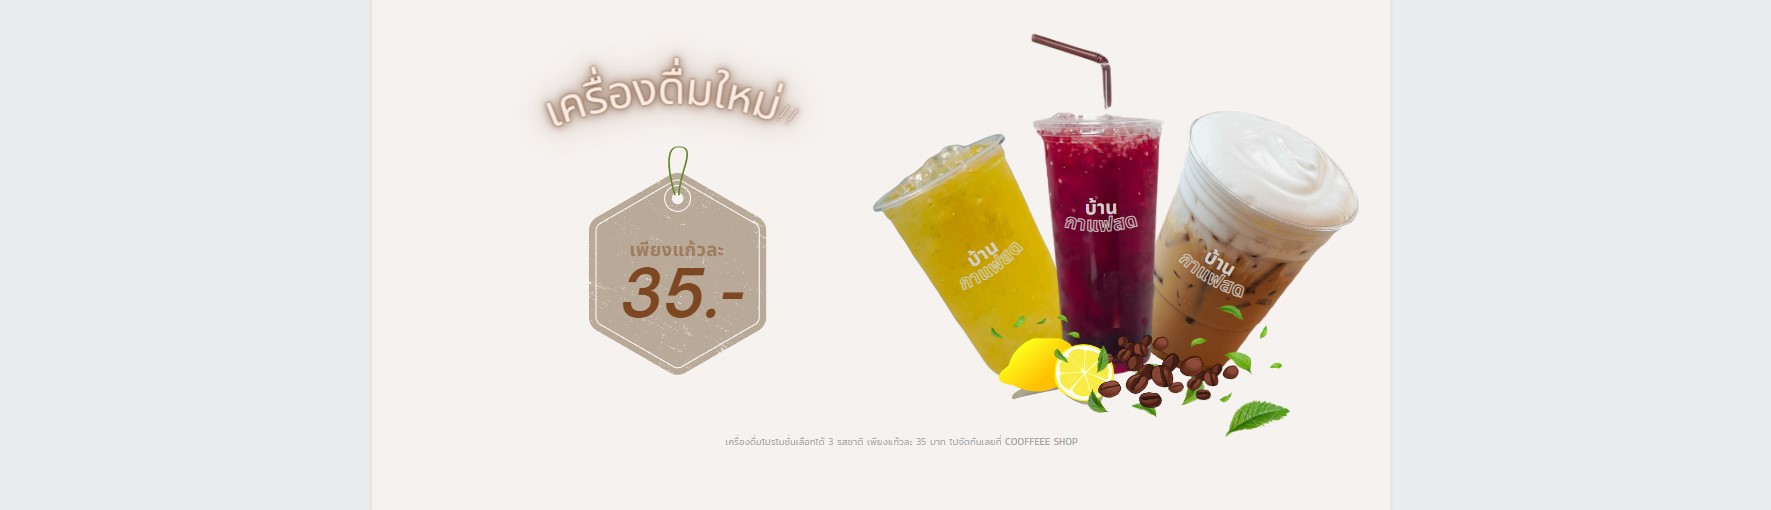 เครื่องดื่มใหม่!!
เพียงแก้วละ
35.-
บ้าน
กาแฟสด
บ้าน
กาแฟสด
บ้าน
กาแฟสด
เครื่องดื่มโปรโมชั่นเลือกได้ 3 รสชาติ เพียงแก้วละ 35 บาท ไปจัดกันเลยที่ COOFFEEE SHOP